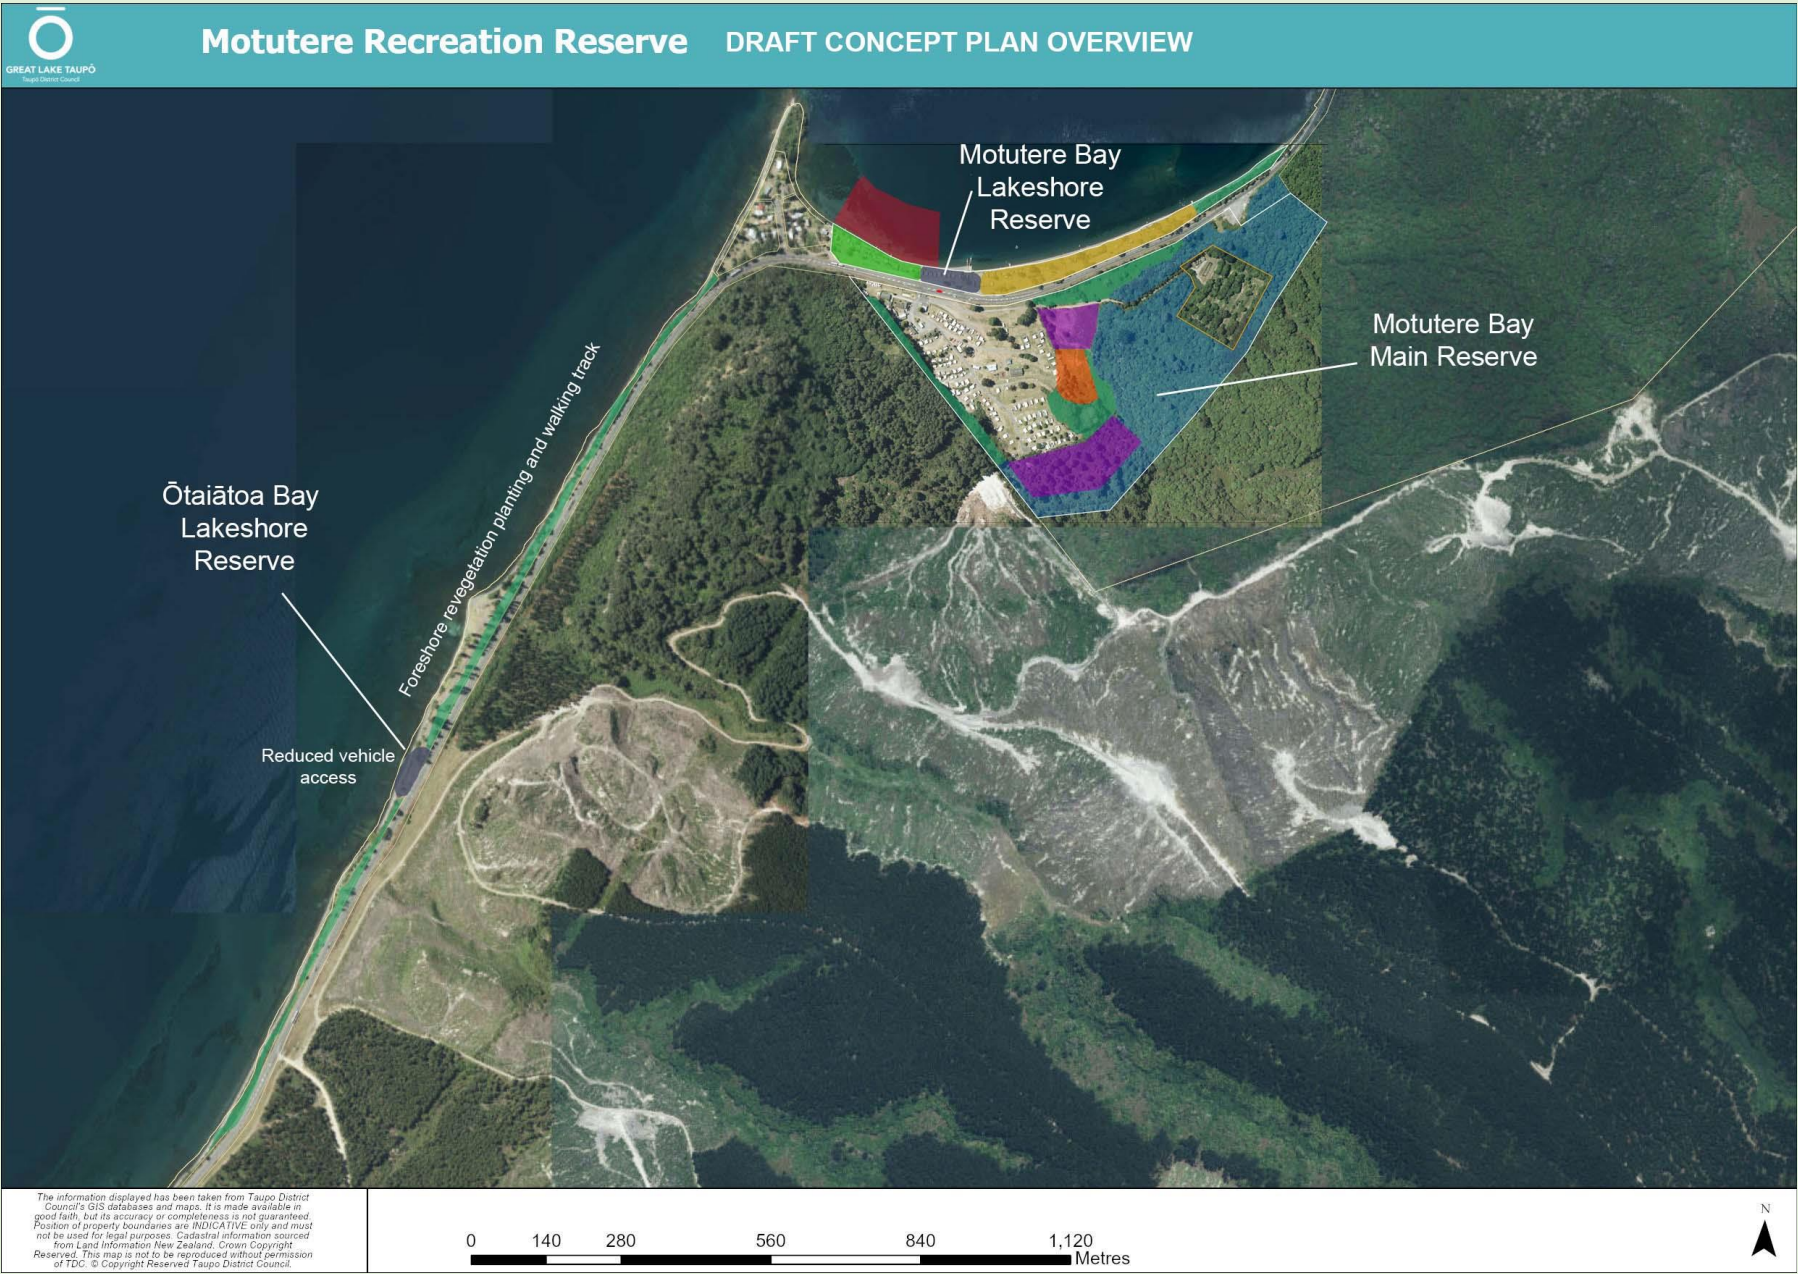 GREAT LAKE TAUPŌ
Taupō District Council
Motutere Recreation Reserve DRAFT CONCEPT PLAN OVERVIEW
Motutere Bay
Lakeshore
Reserve
Motutere Bay
Main Reserve
Foreshore revegetation planting and walking track
Ōtaiātoa Bay
Lakeshore
Reserve
Reduced vehicle
access
The information displayed has been taken from Taupo District
Council's GIS databases and maps. It is made available in
good faith, but its accuracy or completeness is not guaranteed.
Position of property boundaries are INDICATIVE only and must
not be used for legal purposes. Cadastral information sourced
from Land Information New Zealand. Crown Copyright
Reserved. This map is not to be reproduced without permission
of TDC. © Copyright Reserved Taupo District Council.
0 140 280 560 840 1,120
Metres
N